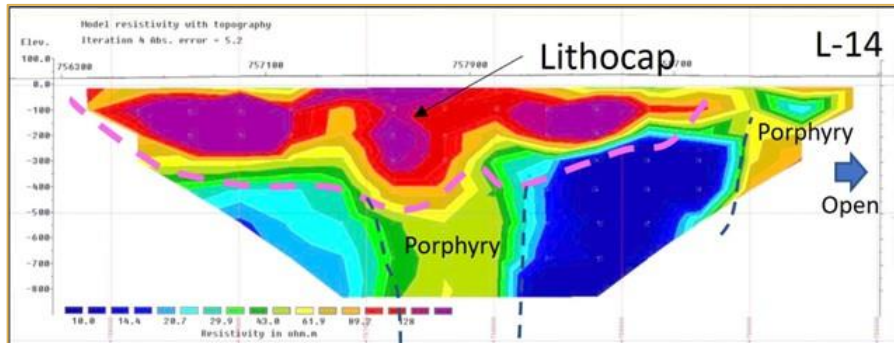 Model resistivity with topography
Iteration 4 Abs. error = 5.2
Lithocap
L-14
Elev.
100.0
756300 757100 757900
0.0
-100
-200
-300
-400
-500
-600
-700
-800
Porphyry
Open
Porphyry
10.0 14.4 20.7 29.9 43.0 61.9 89.2 128
Resistivity in ohm.m